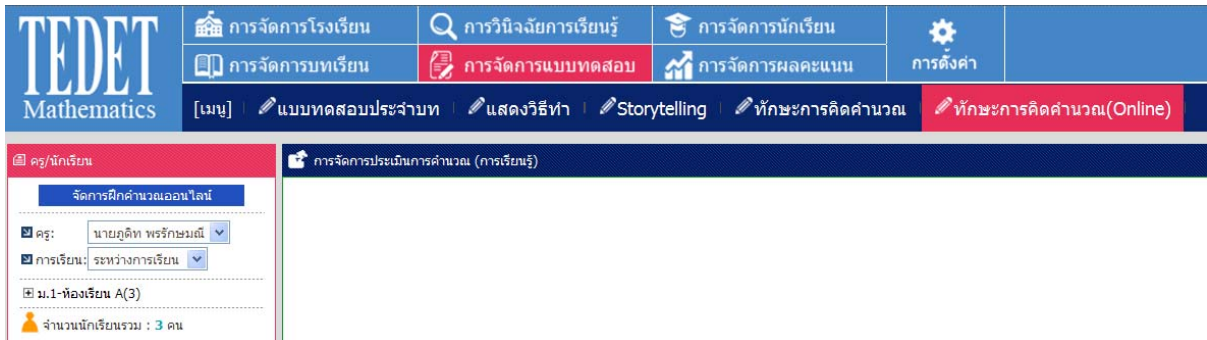 TEDET
Mathematics
การจัดการโรงเรียน การวินิจฉัยการเรียนรู้ การจัดการนักเรียน
การจัดการบทเรียน การจัดการแบบทดสอบ การจัดการผลคะแนน การตั้งค่า
[เมนู] แบบทดสอบประจำบท แสดงวิธีทำ Storytelling ทักษะการคิดคำนวณ ทักษะการคิดคำนวณ(Online)
ครู/นักเรียน
การจัดการประเมินการคำนวณ (การเรียนรู้)
จัดการฝึกคำนวณออนไลน์
ครู: นายภูดิท พรรักษมณี
การเรียน: ระหว่างการเรียน
ม.1-ห้องเรียน A(3)
จำนวนนักเรียนรวม : 3 คน